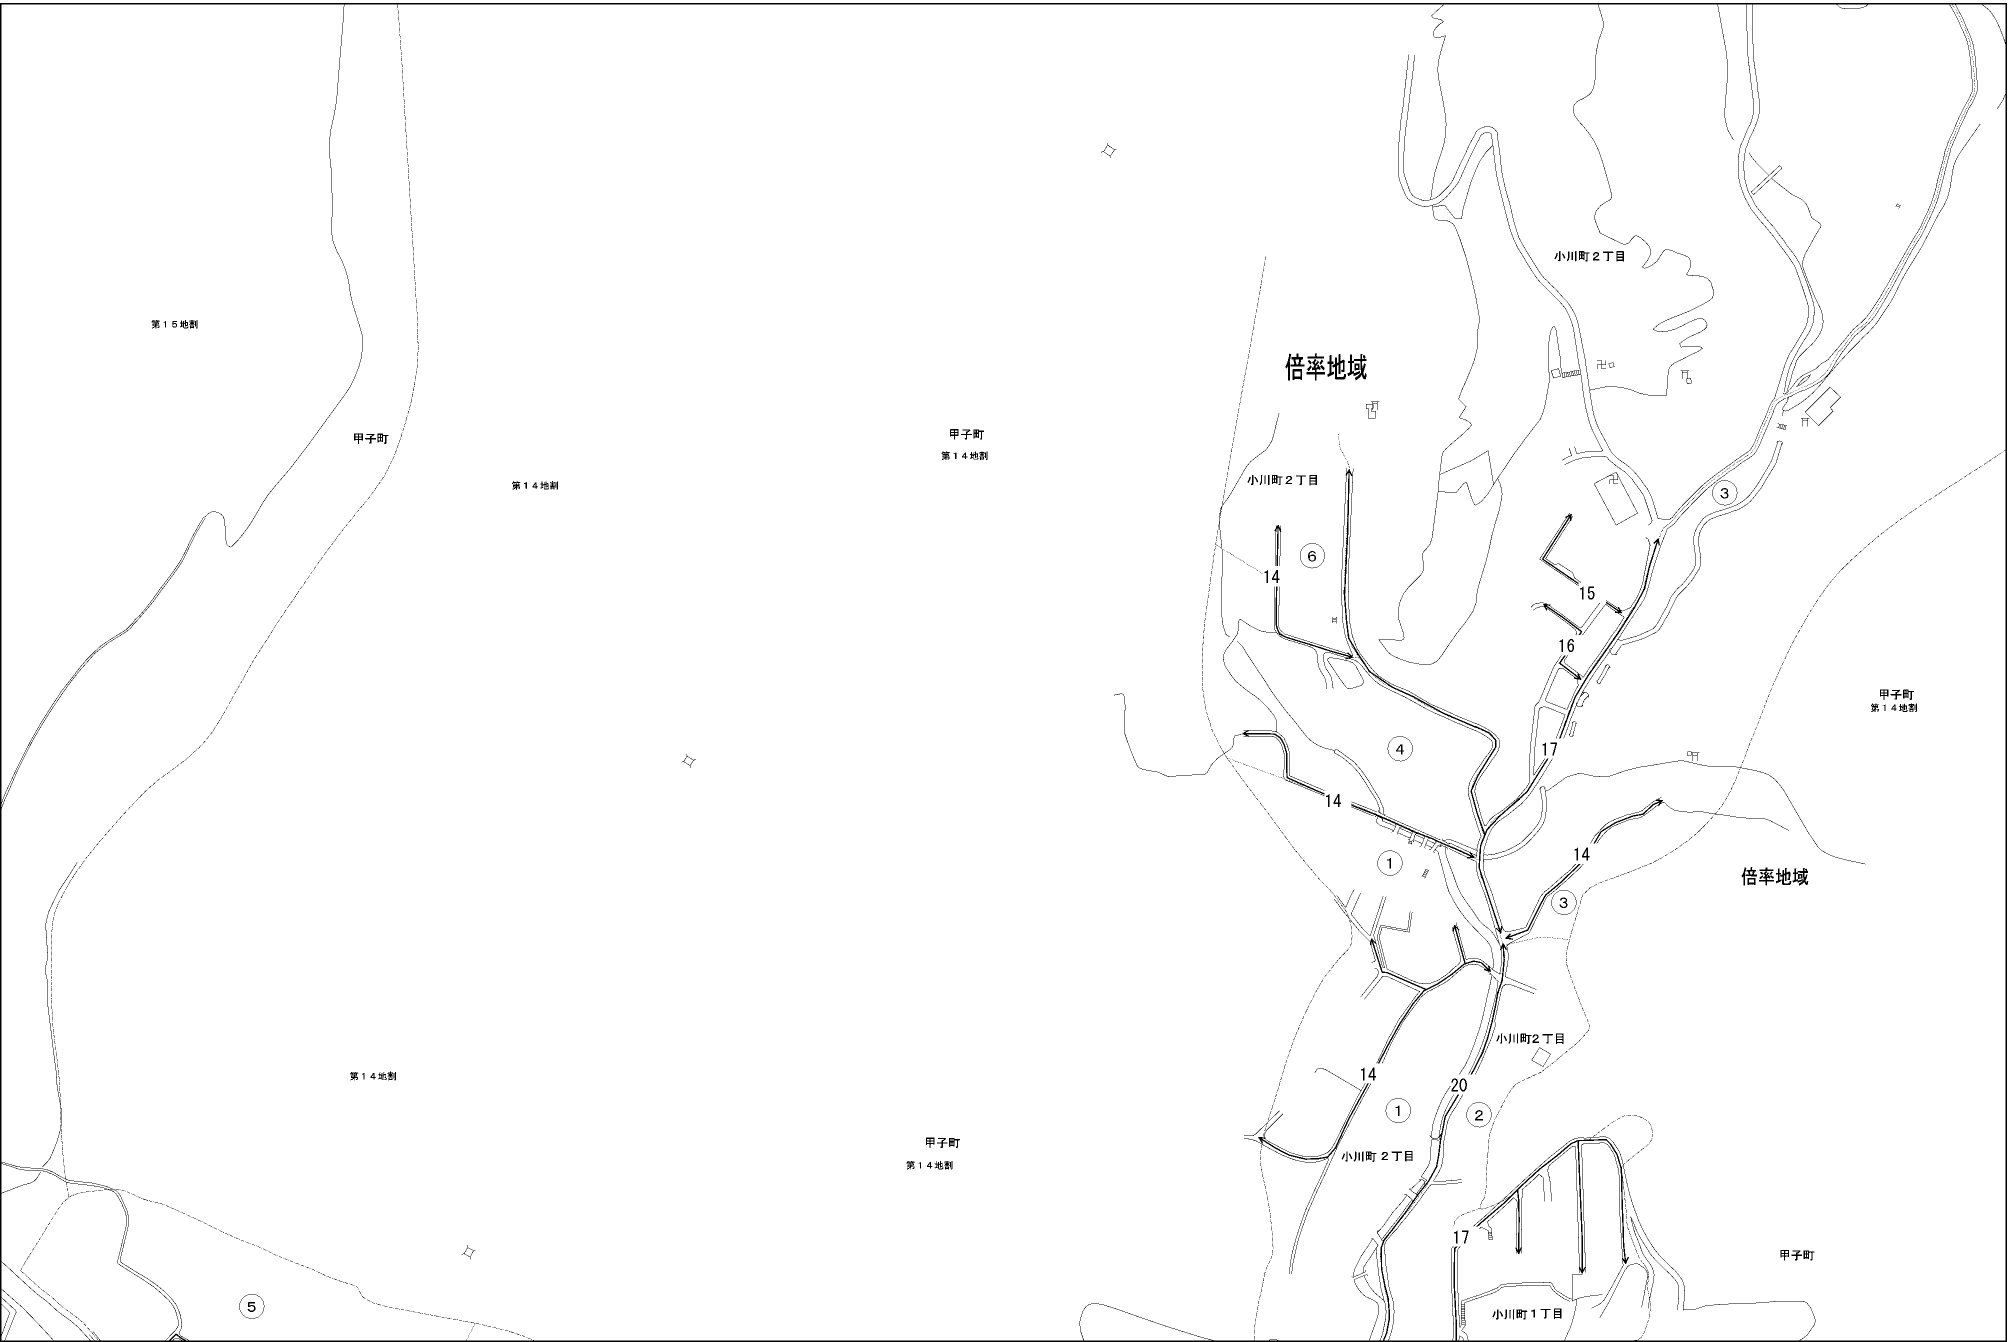 小川町２丁目
第１５地割
倍率地域
甲子町
甲子町
第１４地割
小川町２丁目
第１４地割
3
6
14
15
16
甲子町
第１４地割
4
17
14
14
1
倍率地域
3
小川町２丁目
第１４地割
14
20
1
2
甲子町
第１４地割
小川町２丁目
17
甲子町
5
小川町１丁目